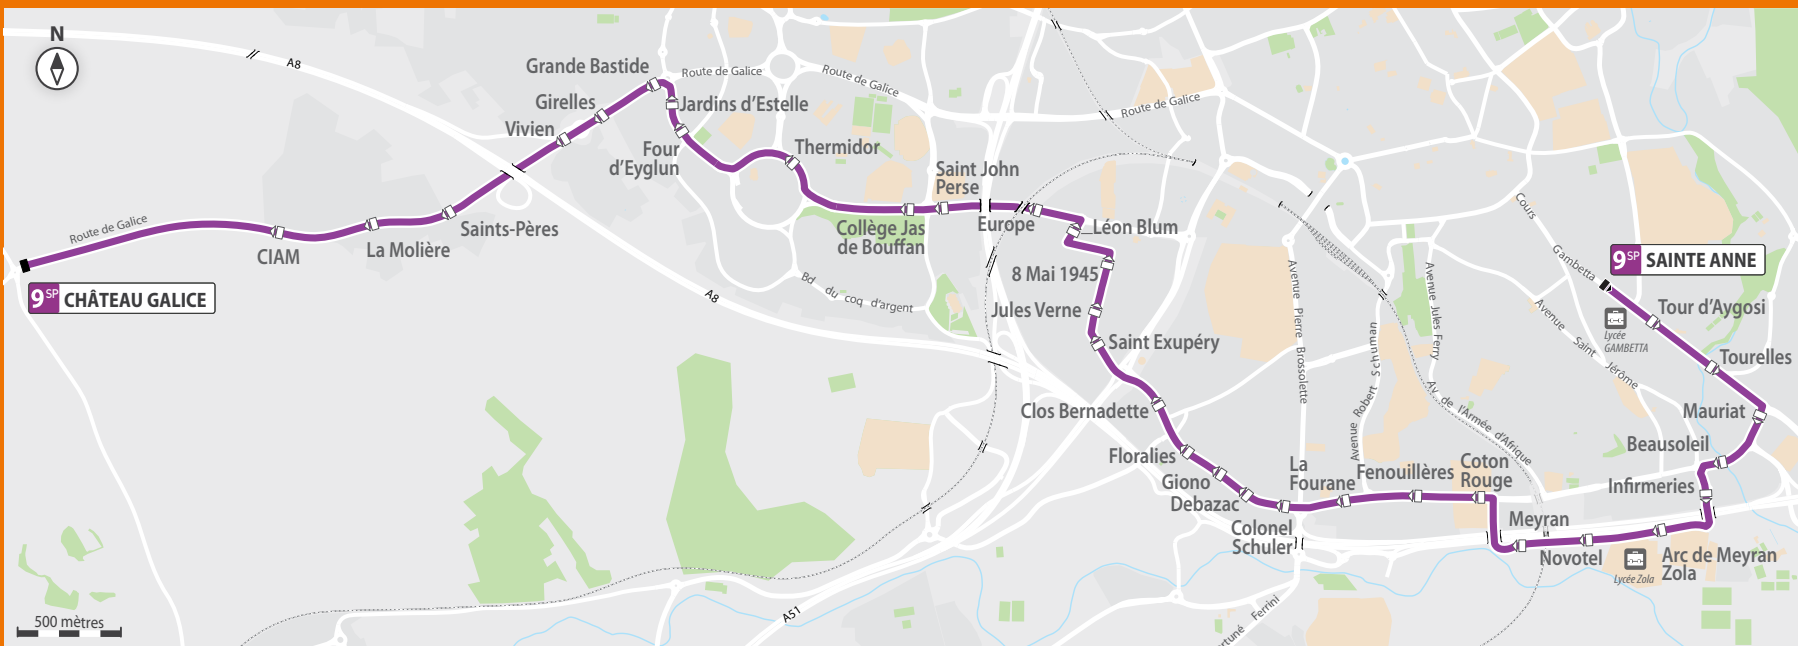 N
A8
Grande Bastide
Route de Galice
Route de Galice
Route de Galice
Girelles
Jardins d'Estelle
Vivien
Four
d'Eyglun
Thermidor
Saint John
Perse
Route de Galice
CIAM
La Molière
Saints-Pères
Collège Jas
de Bouffan
Europe
Léon Blum
8 Mai 1945
Jules Verne
Saint Exupéry
9SP CHÂTEAU GALICE
A8
Bd du coq d'argent
Cours
Gambetta
9SP SAINTE ANNE
Tour d'Aygosi
Lycée
GAMBETTA
Tourelles
Avenue Saint Jérôme
Avenue Pierre Brossolette
Avenue Robert Schuman
Avenue Jules Ferry
Av. de l'Armée d'Afrique
Mauriat
Beausoleil
Infirmeries
Clos Bernadette
Floralies
Giono
Debazac
La
Fourane
Fenouillères
Coton
Rouge
Colonel
Schuler
Meyran
Novotel
Lycée Zola
Arc de Meyran
Zola
A51
ortuné Ferrini
500 mètres